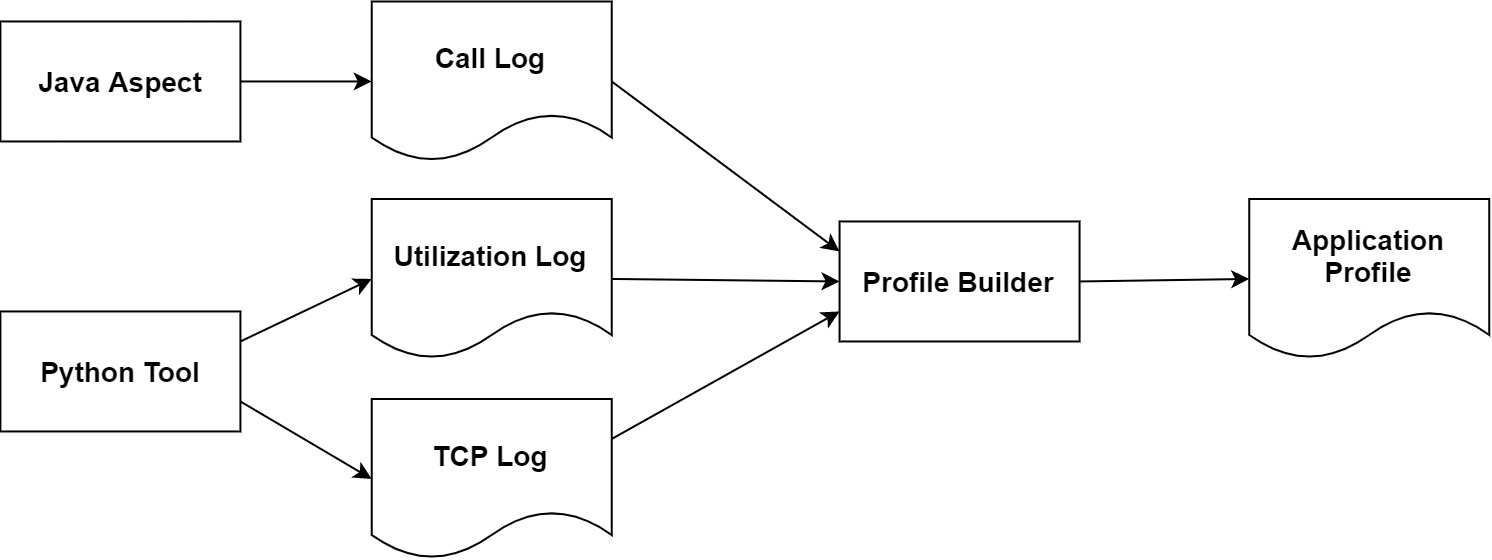 Java Aspect
Call Log
Python Tool
Utilization Log
TCP Log
Profile Builder
Application
Profile